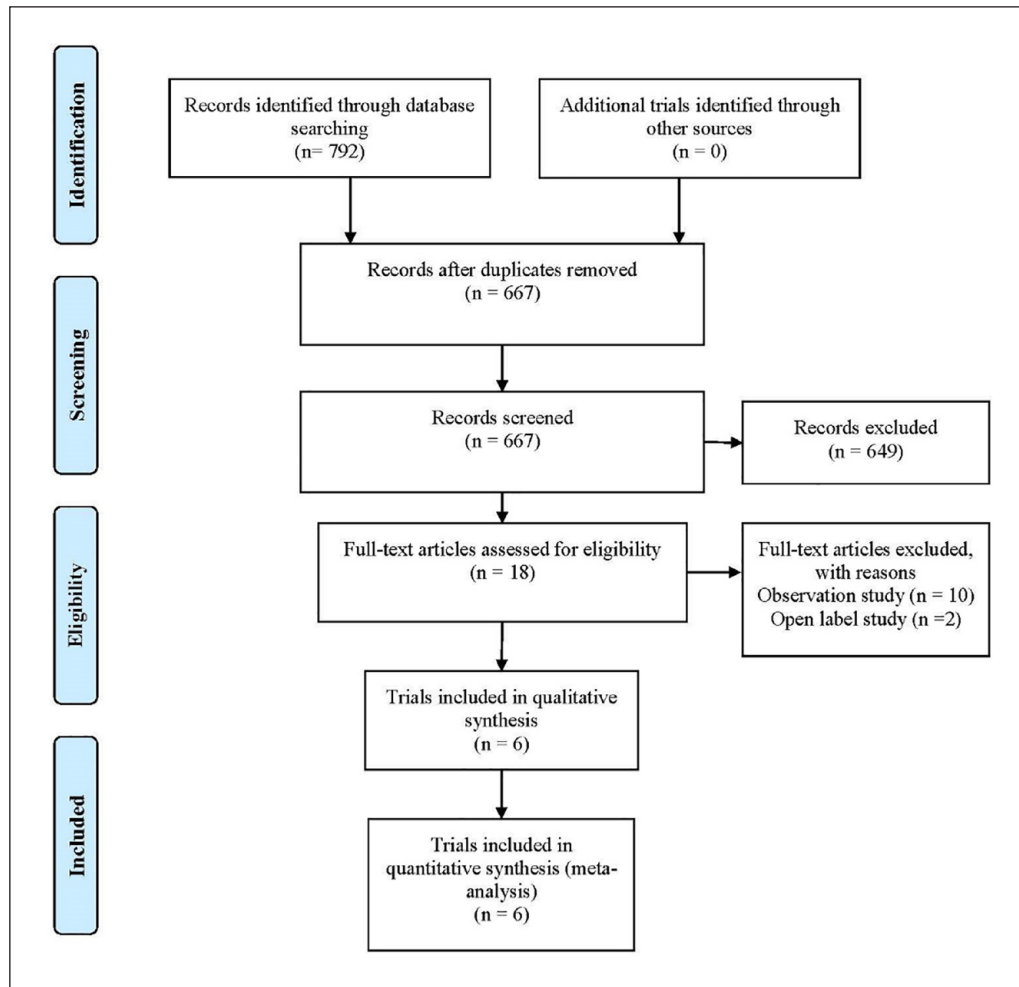 Identification
Records identified through database
searching
(n= 792)
Additional trials identified through
other sources
(n = 0)
Records after duplicates removed
(n = 667)
Screening
Records screened
(n = 667)
Records excluded
(n = 649)
Eligibility
Full-text articles assessed for eligibility
(n = 18)
Full-text articles excluded,
with reasons
Observation study (n = 10)
Open label study (n =2)
Trials included in qualitative
synthesis
(n = 6)
Included
Trials included in
quantitative synthesis (meta-
analysis)
(n = 6)